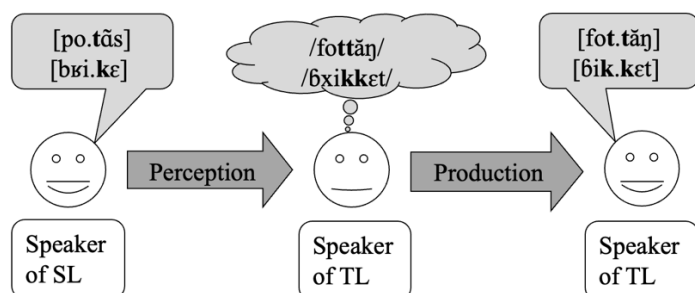 [po.tɑ̃s]
[bʁi.kɛ]
/fottăŋ/
/ɓxikkɛt/
[fot.tăŋ]
[ɓik.kɛt]
Perception
Production
Speaker
of SL
Speaker
of TL
Speaker
of TL